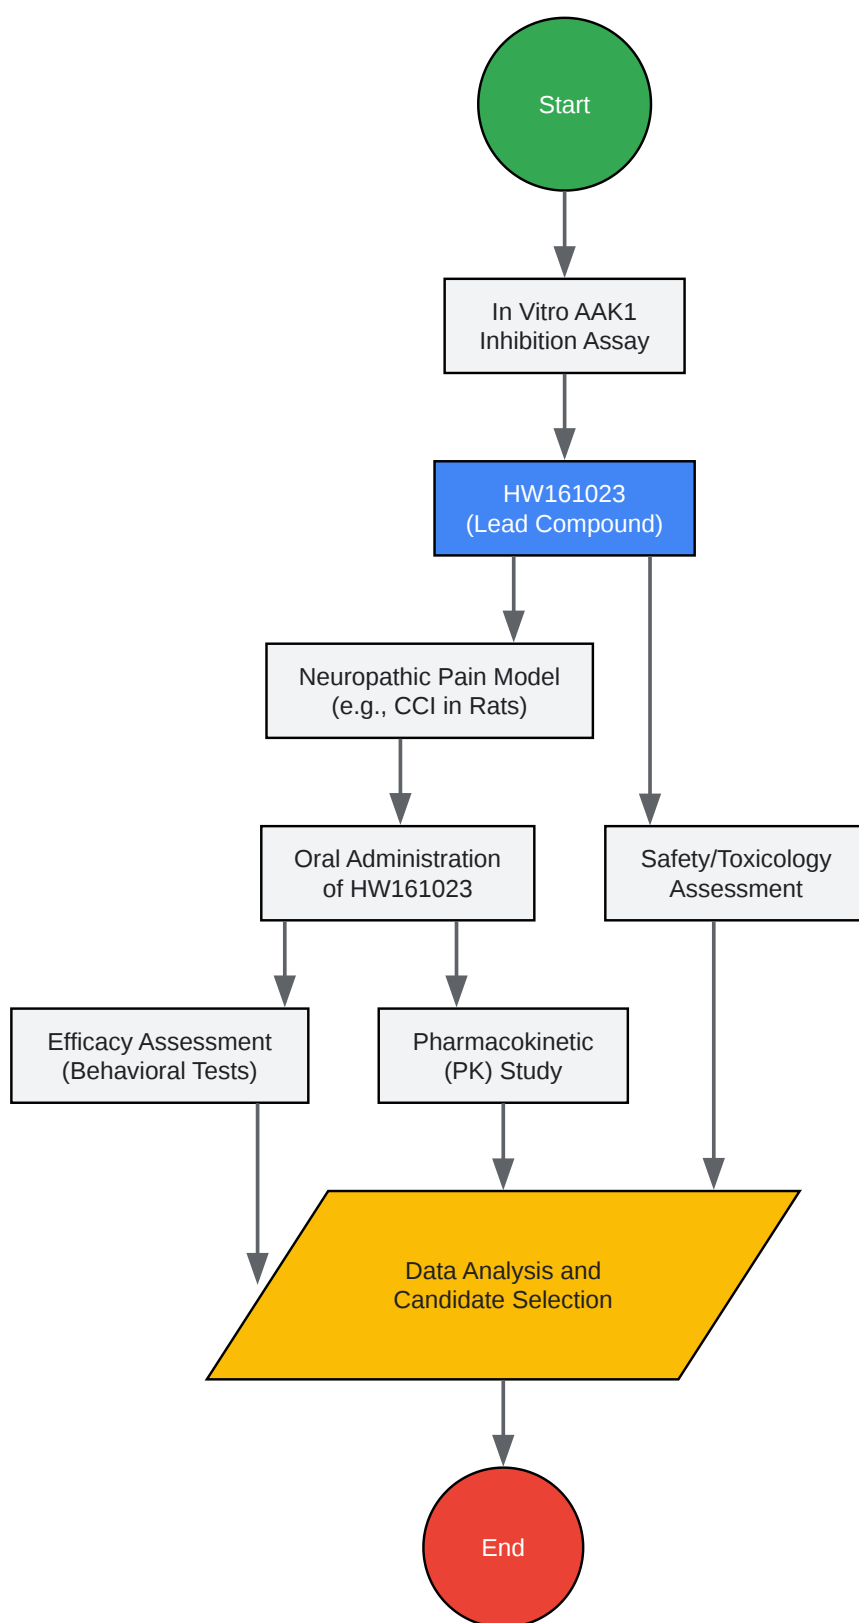 Start
In Vitro AAK1
Inhibition Assay
HW161023
(Lead Compound)
Neuropathic Pain Model
(e.g., CCI in Rats)
Oral Administration
of HW161023
Safety/Toxicology
Assessment
Efficacy Assessment
(Behavioral Tests)
Pharmacokinetic
(PK) Study
Data Analysis and
Candidate Selection
End